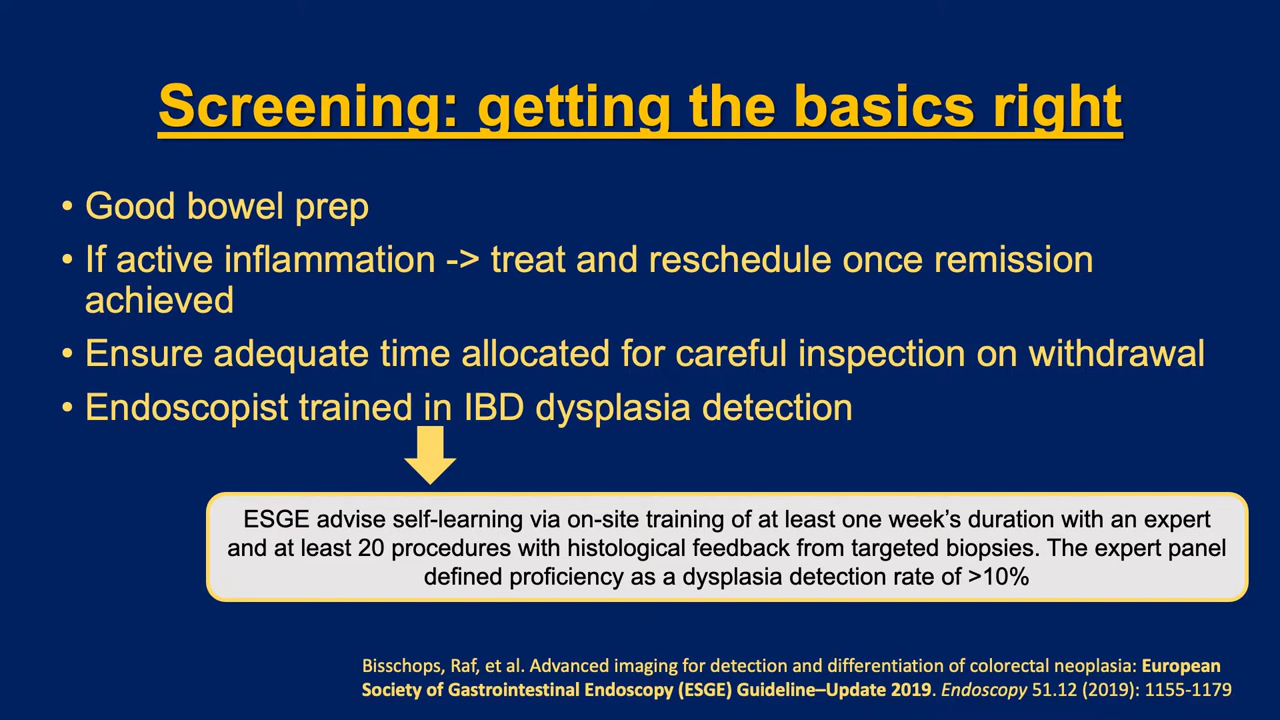 Screening: getting the basics right
• Good bowel prep
• If active inflammation -> treat and reschedule once remission
achieved
• Ensure adequate time allocated for careful inspection on withdrawal
• Endoscopist trained in IBD dysplasia detection
ESGE advise self-learning via on-site training of at least one week’s duration with an expert
and at least 20 procedures with histological feedback from targeted biopsies. The expert panel
defined proficiency as a dysplasia detection rate of >10%
Bisschops, Raf, et al. Advanced imaging for detection and differentiation of colorectal neoplasia: European
Society of Gastrointestinal Endoscopy (ESGE) Guideline–Update 2019. Endoscopy 51.12 (2019): 1155-1179